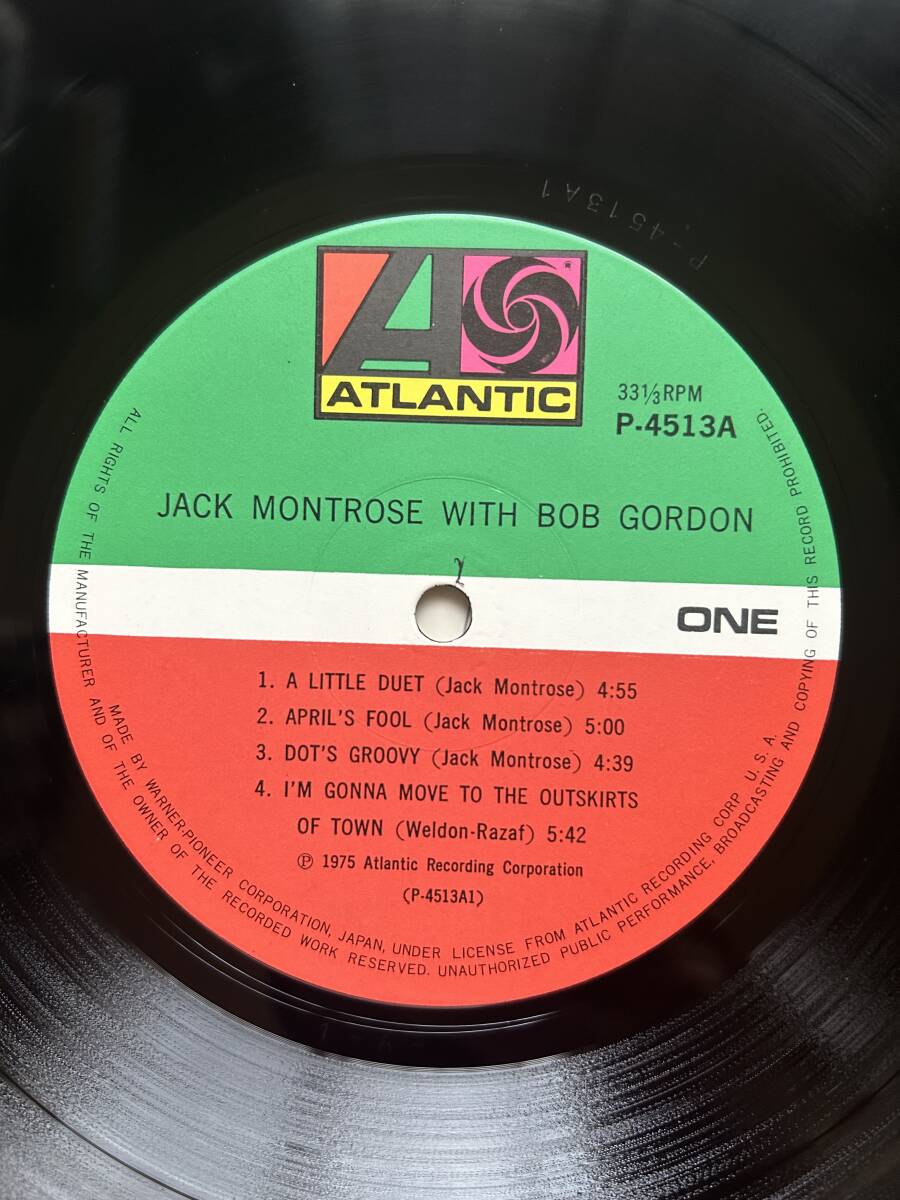 P-4513A1
ATLANTIC
33⅓RPM
P-4513A
JACK MONTROSE WITH BOB GORDON
ONE
1. A LITTLE DUET (Jack Montrose) 4:55
2. APRIL'S FOOL (Jack Montrose) 5:00
3. DOT'S GROOVY (Jack Montrose) 4:39
4. I'M GONNA MOVE TO THE OUTSKIRTS
OF TOWN (Weldon-Razaf) 5:42
Ⓟ 1975 Atlantic Recording Corporation
(P-4513A1)
MADE BY WARNER-PIONEER CORPORATION, JAPAN, UNDER LICENSE FROM ATLANTIC RECORDING CORP U.S.A.
ALL RIGHTS OF THE MANUFACTURER AND OF THE OWNER OF THE RECORDED WORK RESERVED. UNAUTHORIZED PUBLIC PERFORMANCE, BROADCASTING AND COPYING OF THIS RECORD PROHIBITED.